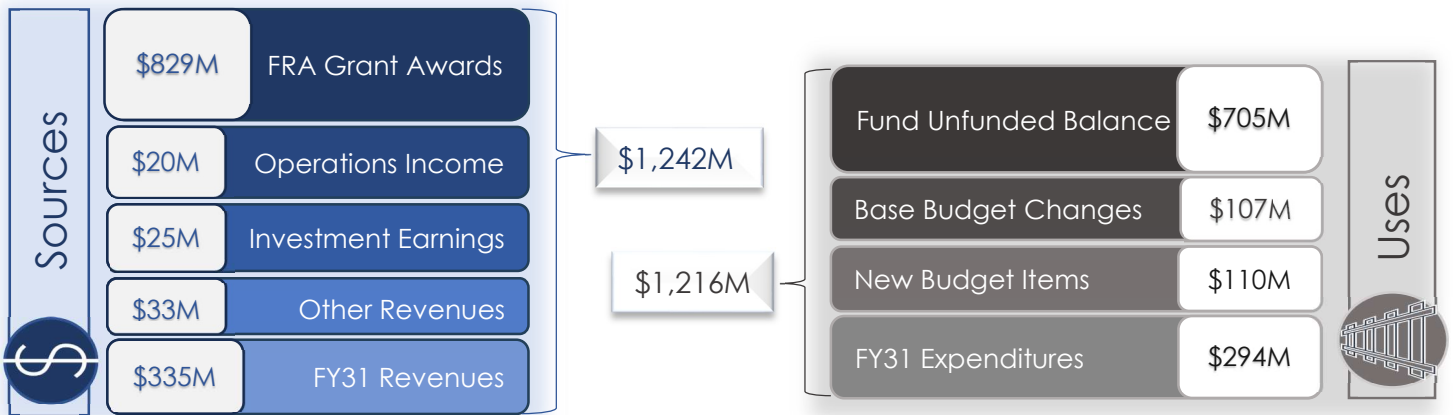 Sources
$829M FRA Grant Awards
$20M Operations Income
$25M Investment Earnings
$33M Other Revenues
$335M FY31 Revenues
$1,242M
$1,216M
Fund Unfunded Balance $705M
Base Budget Changes $107M
New Budget Items $110M
FY31 Expenditures $294M
Uses